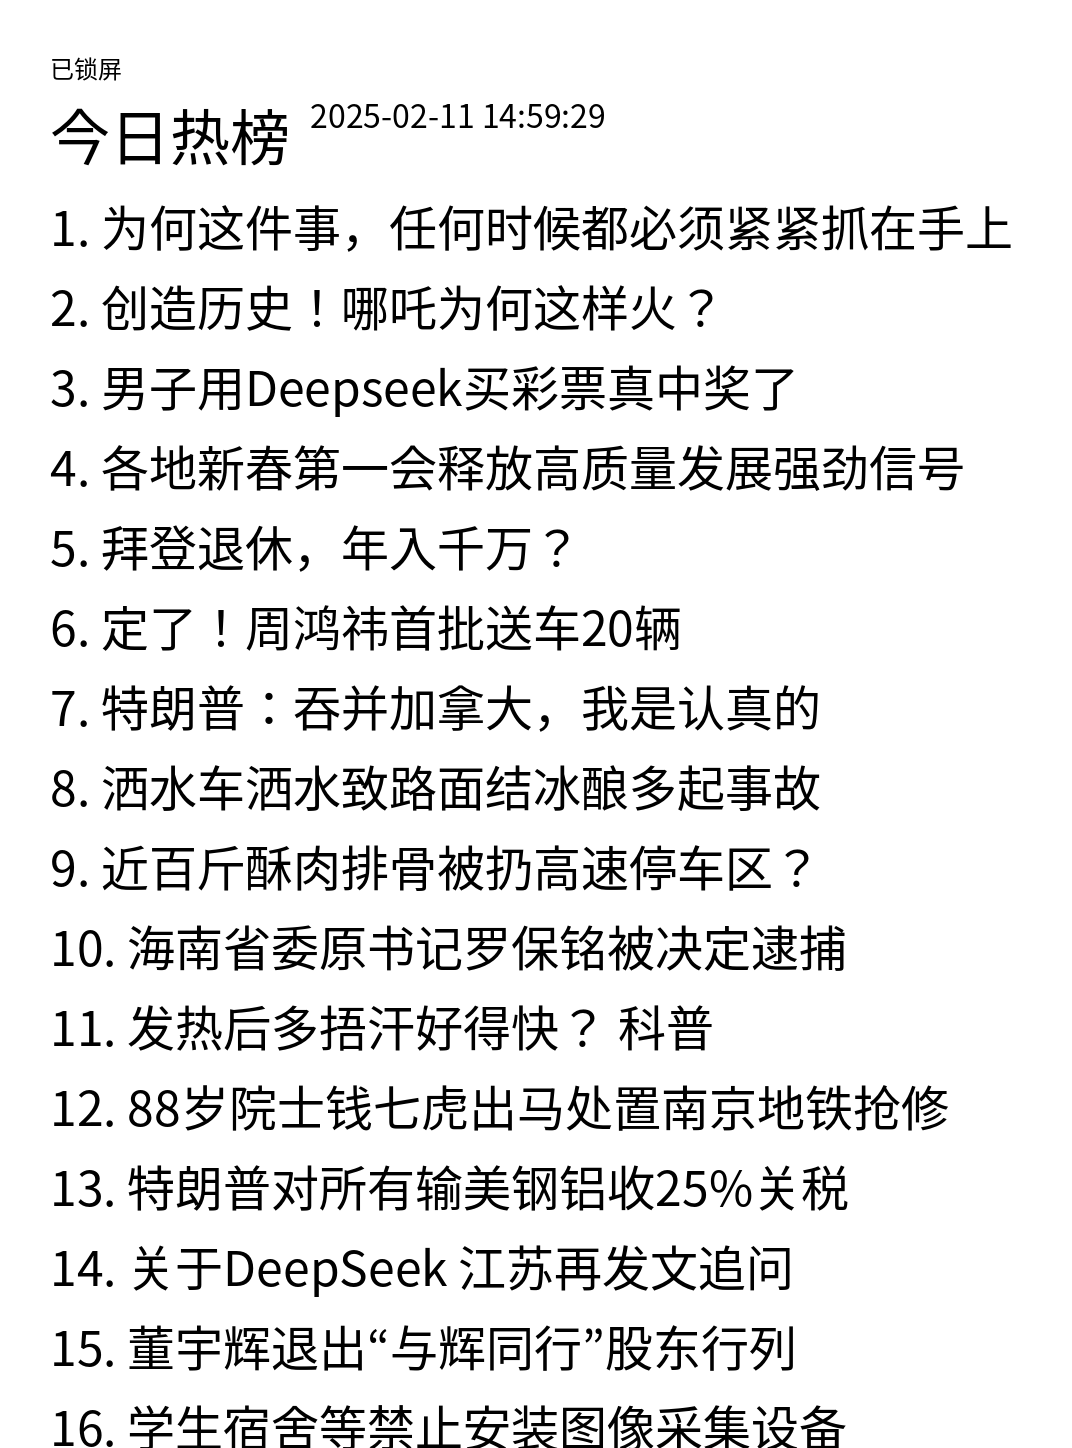 已锁屏
今日热榜 2025-02-11 14:59:29
1. 为何这件事，任何时候都必须紧紧抓在手上
2. 创造历史！哪吒为何这样火？
3. 男子用Deepseek买彩票真中奖了
4. 各地新春第一会释放高质量发展强劲信号
5. 拜登退休，年入千万？
6. 定了！周鸿祎首批送车20辆
7. 特朗普：吞并加拿大，我是认真的
8. 洒水车洒水致路面结冰酿多起事故
9. 近百斤酥肉排骨被扔高速停车区？
10. 海南省委原书记罗保铭被决定逮捕
11. 发热后多捂汗好得快？ 科普
12. 88岁院士钱七虎出马处置南京地铁抢修
13. 特朗普对所有输美钢铝收25%关税
14. 关于DeepSeek 江苏再发文追问
15. 董宇辉退出“与辉同行”股东行列
16. 学生宿舍等禁止安装图像采集设备